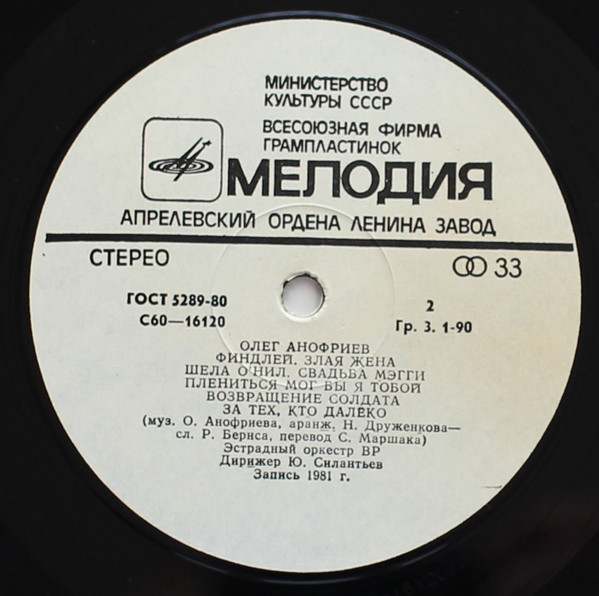 МИНИСТЕРСТВО
КУЛЬТУРЫ СССР
ВСЕСОЮЗНАЯ ФИРМА
ГРАМПЛАСТИНОК
МЕЛОДИЯ
АПРЕЛЕВСКИЙ ОРДЕНА ЛЕНИНА ЗАВОД
СТЕРЕО
33
ГОСТ 5289-80
2
С60—16120
Гр. 3. 1-90
ОЛЕГ АНОФРИЕВ
ФИНДЛЕЙ. ЗЛАЯ ЖЕНА
ШЕЛА О'НИЛ. СВАДЬБА МЭГГИ
ПЛЕНИТЬСЯ МОГ БЫ Я ТОБОЙ
ВОЗВРАЩЕНИЕ СОЛДАТА
ЗА ТЕХ, КТО ДАЛЕКО
(муз. О. Анофриева, аранж. Н. Друженкова—
сл. Р. Бернса, перевод С. Маршака)
Эстрадный оркестр ВР
Дирижер Ю. Силантьев
Запись 1981 г.